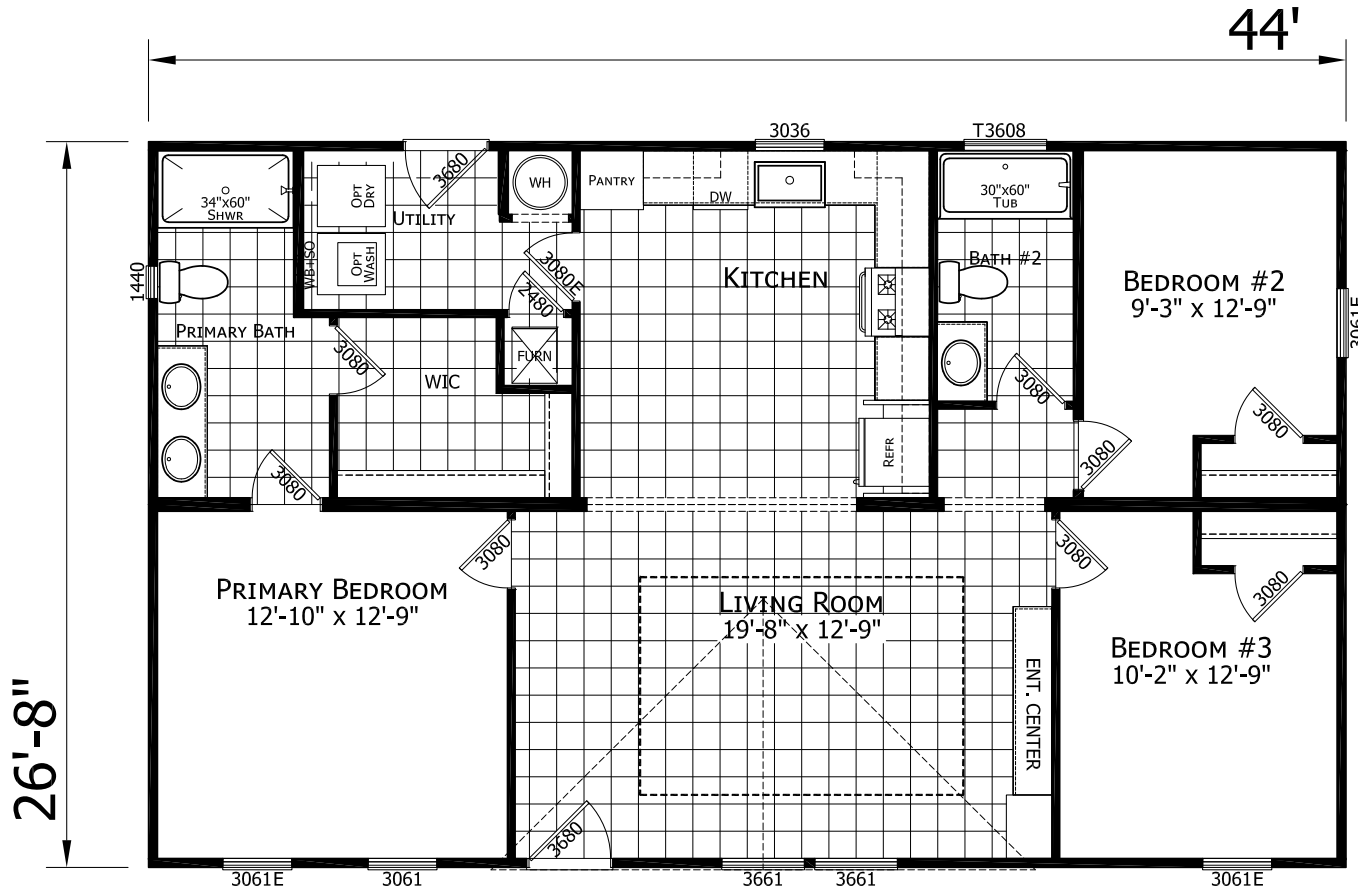 44'
3036
T3608
34"x60"
SHWR
OPT
DRY
3680
UTILITY
WH
PANTRY
DW
30"x60"
TUB
1440
WB+ISO
OPT
WASH
3080E
2480
KITCHEN
BATH #2
BEDROOM #2
9'-3" x 12'-9"
3061E
PRIMARY BATH
3080
WIC
FURN
3080
3080
REFR
3080
3080
3080
3080
3080
PRIMARY BEDROOM
12'-10" x 12'-9"
LIVING ROOM
19'-8" x 12'-9"
ENT. CENTER
BEDROOM #3
10'-2" x 12'-9"
26'-8"
3680
3061E
3061
3661
3661
3061E